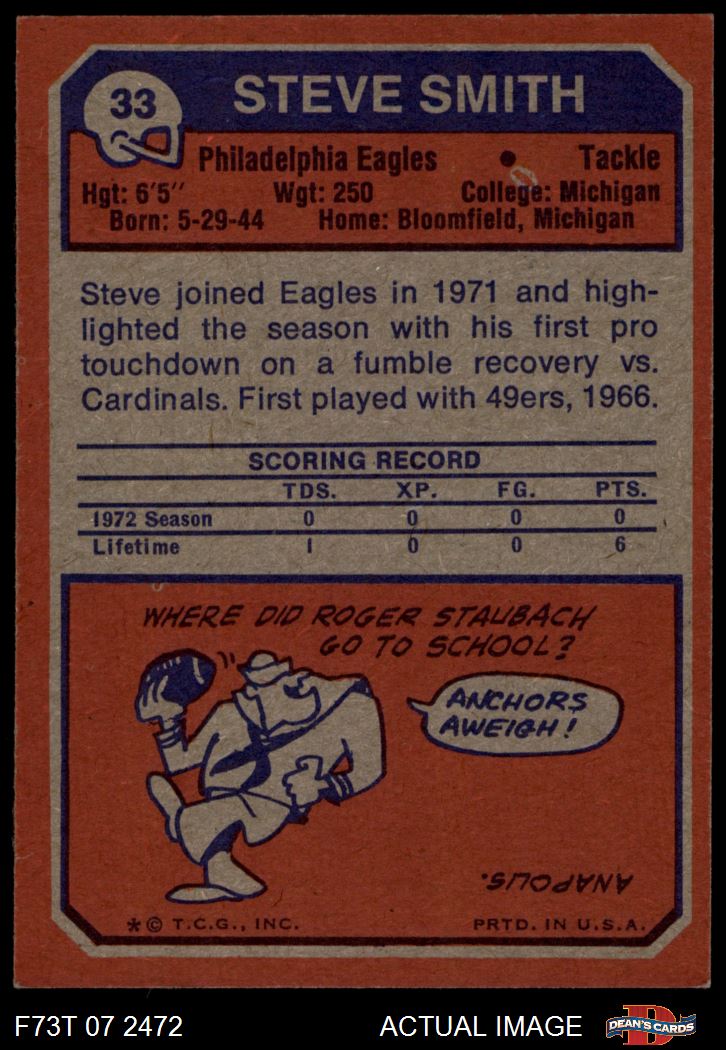 33
STEVE SMITH
Philadelphia Eagles • Tackle
Hgt: 6'5" Wgt: 250 College: Michigan
Born: 5-29-44 Home: Bloomfield, Michigan
Steve joined Eagles in 1971 and high-
lighted the season with his first pro
touchdown on a fumble recovery vs.
Cardinals. First played with 49ers, 1966.
SCORING RECORD
TDS. XP. FG. PTS.
1972 Season 0 0 0 0
Lifetime 1 0 0 6
WHERE DID ROGER STAUBACH
GO TO SCHOOL?
ANCHORS
AWEIGH!
ANAPOLIS.
*© T.C.G., INC. PRTD. IN U.S.A.
F73T 07 2472 ACTUAL IMAGE D DEAN'S CARDS